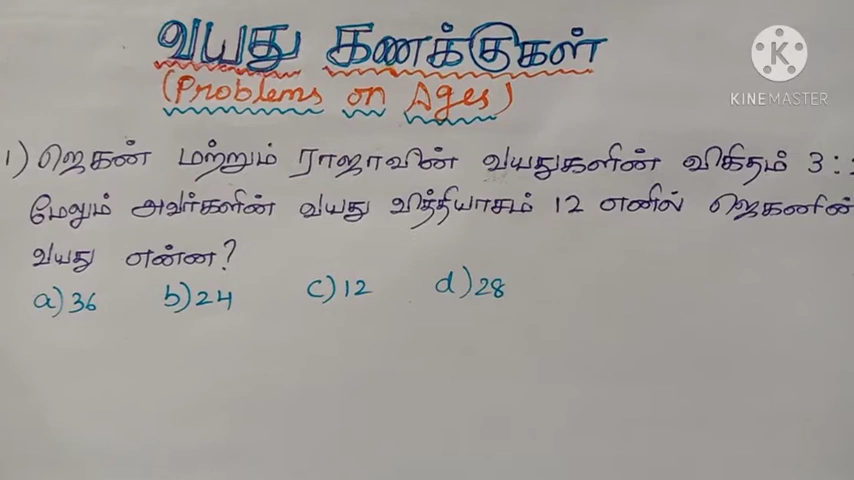 வயது கணக்குகள்
(Problems on Ages)
K
KINEMASTER
1) ஜெகன் மற்றும் ராஜாவின் வயதுகளின் விகிதம் 3:
மேலும் அவர்களின் வயது வித்தியாசம் 12 எனில் ஜெகனின்
வயது என்ன?
a) 36 b) 24 c) 12 d) 28